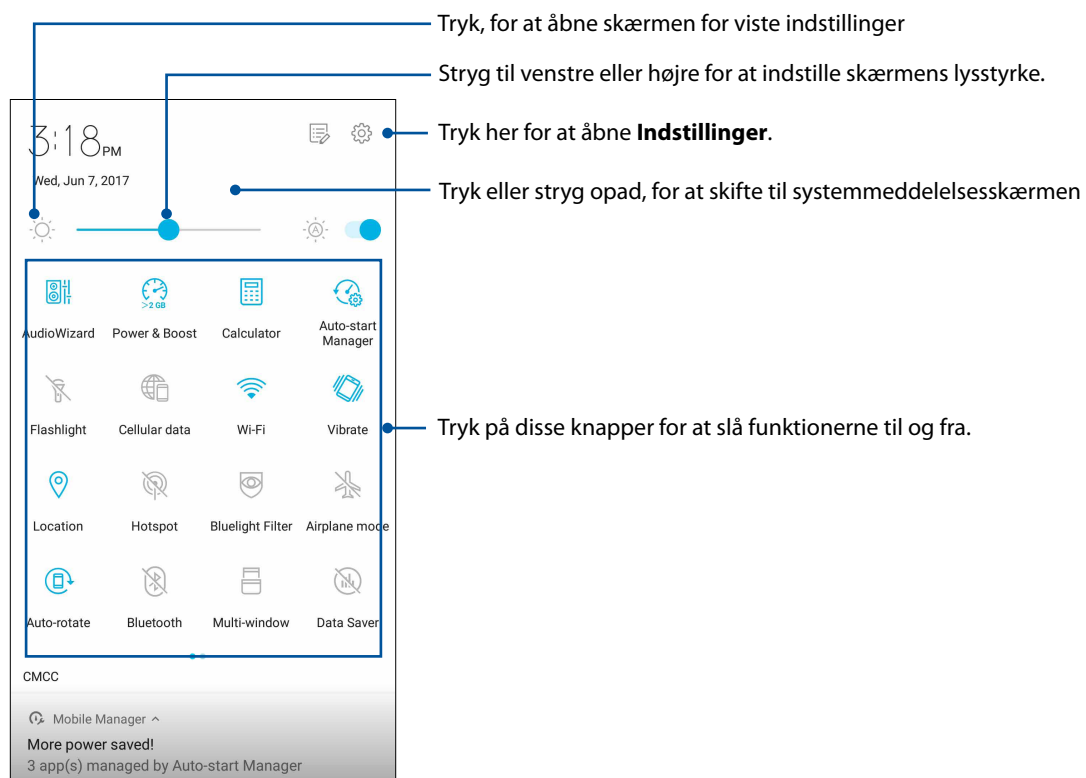 Tryk, for at åbne skærmen for viste indstillinger
Stryg til venstre eller højre for at indstille skærmens lysstyrke.
Tryk her for at åbne Indstillinger.
Tryk eller stryg opad, for at skifte til systemmeddelelsesskærmen
Tryk på disse knapper for at slå funktionerne til og fra.
3:18 PM
Wed, Jun 7, 2017
A
>2 GB
AudioWizard
Power & Boost
Calculator
Auto-start
Manager
Flashlight
Cellular data
Wi-Fi
Vibrate
Location
Hotspot
Bluelight Filter
Airplane mode
Auto-rotate
Bluetooth
Multi-window
Data Saver
CMCC
Mobile Manager
More power saved!
3 app(s) managed by Auto-start Manager